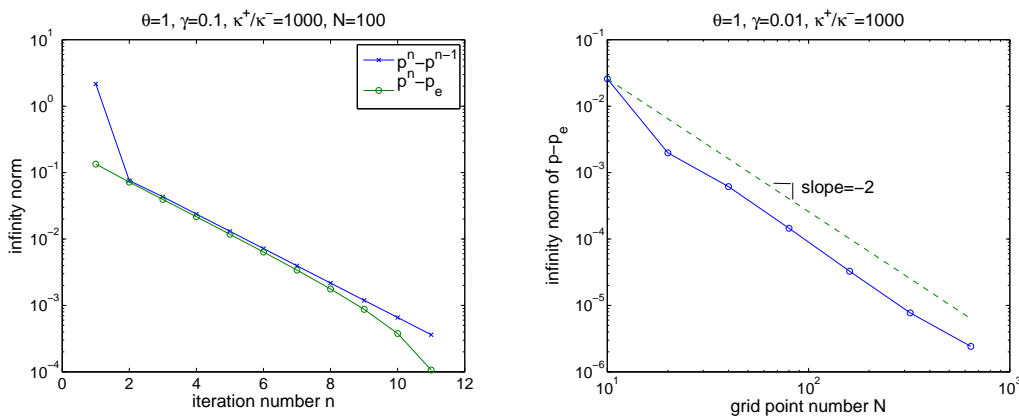 θ=1, γ=0.1, κ⁺/κ⁻=1000, N=100
infinity norm
10¹
10⁰
10⁻¹
10⁻²
10⁻³
10⁻⁴
pⁿ−pⁿ⁻¹
pⁿ−pₑ
0 2 4 6 8 10 12
iteration number n
θ=1, γ=0.01, κ⁺/κ⁻=1000
infinity norm of p−pₑ
10⁻¹
10⁻²
10⁻³
10⁻⁴
10⁻⁵
10⁻⁶
slope=−2
10¹ 10² 10³
grid point number N